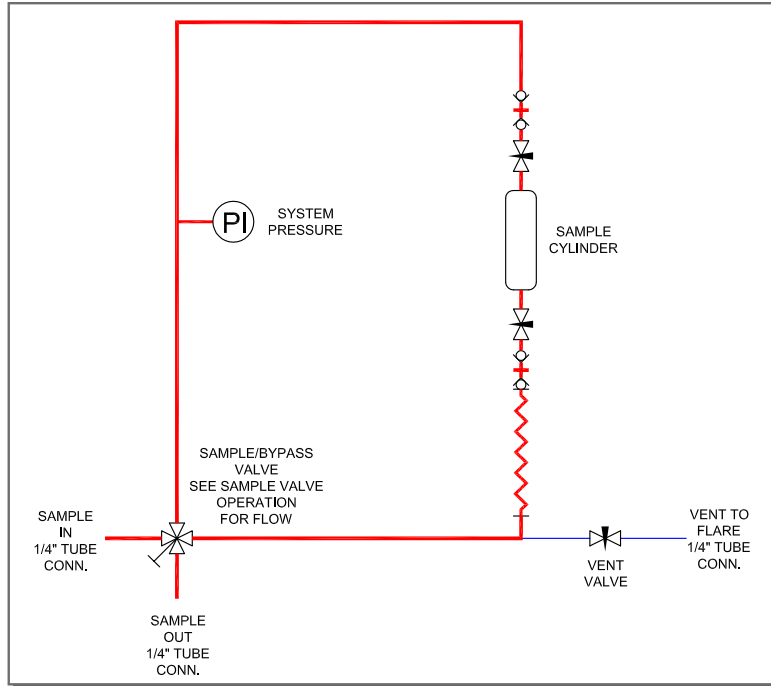 PI
SYSTEM
PRESSURE
SAMPLE
CYLINDER
SAMPLE/BYPASS
VALVE
SEE SAMPLE VALVE
OPERATION
FOR FLOW
SAMPLE
IN
1/4" TUBE
CONN.
VENT TO
FLARE
1/4" TUBE
CONN.
VENT
VALVE
SAMPLE
OUT
1/4" TUBE
CONN.